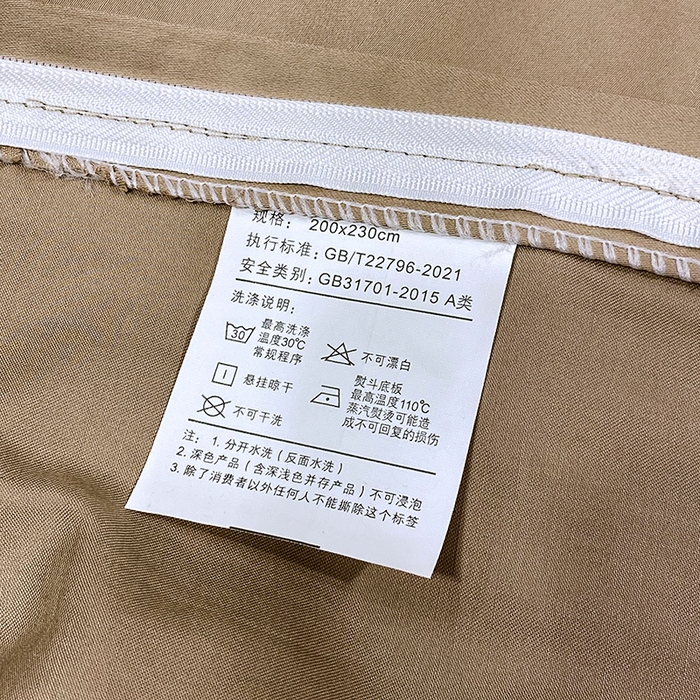 规格: 200x230cm
执行标准: GB/T22796-2021
安全类别: GB31701-2015 A类
洗涤说明:
30
最高洗涤
温度30℃
常规程序
不可漂白
悬挂晾干
熨斗底板
最高温度110℃
蒸汽熨烫可能造
成不可回复的损伤
不可干洗
注: 1. 分开水洗(反面水洗)
2. 深色产品(含深浅色并存产品)不可浸泡
3. 除了消费者以外任何人不能撕除这个标签